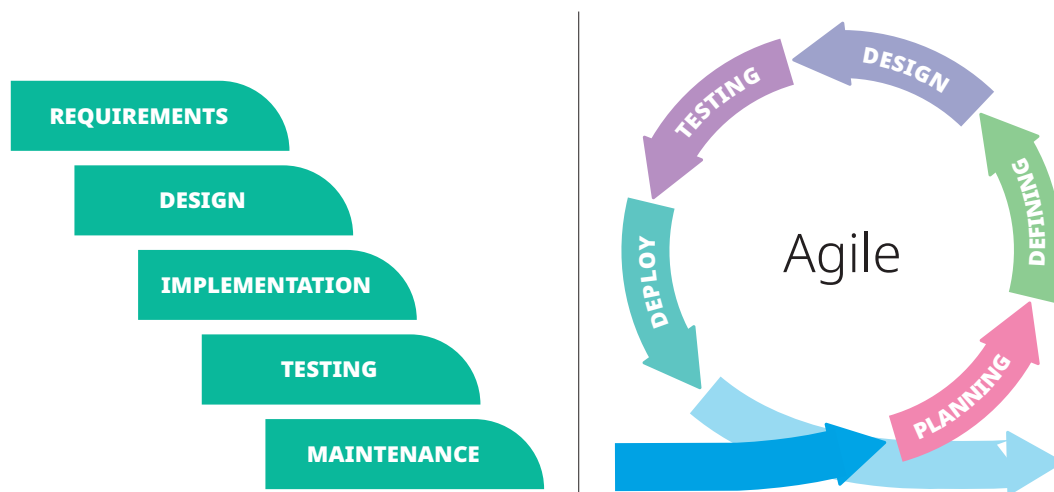 REQUIREMENTS
DESIGN
IMPLEMENTATION
TESTING
MAINTENANCE
Agile
PLANNING
DEFINING
DESIGN
TESTING
DEPLOY